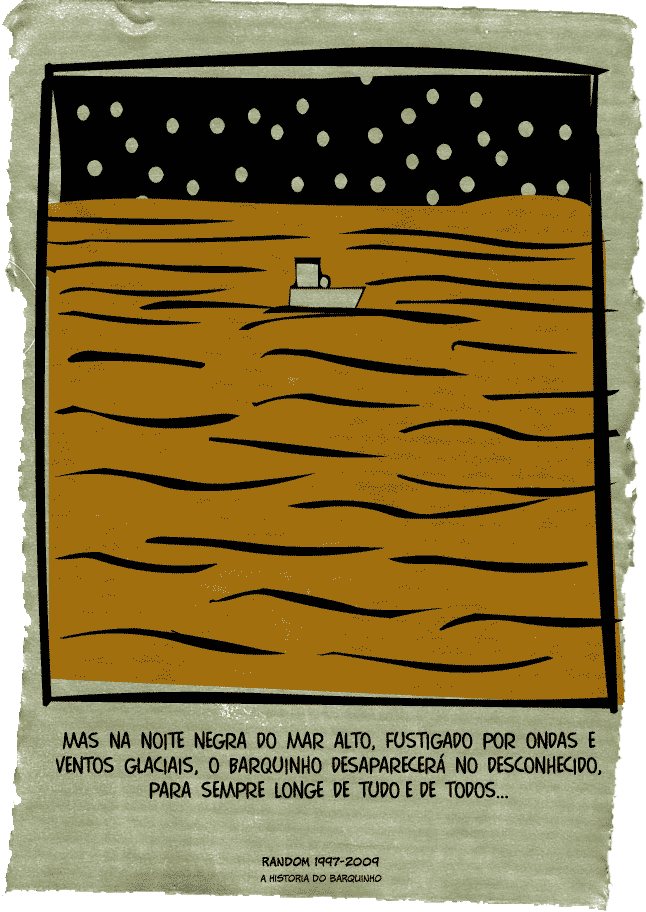 MAS NA NOITE NEGRA DO MAR ALTO, FUSTIGADO POR ONDAS E
VENTOS GLACIAIS, O BARQUINHO DESAPARECERÁ NO DESCONHECIDO,
PARA SEMPRE LONGE DE TUDO E DE TODOS...
RANDOM 1997-2009
A HISTORIA DO BARQUINHO